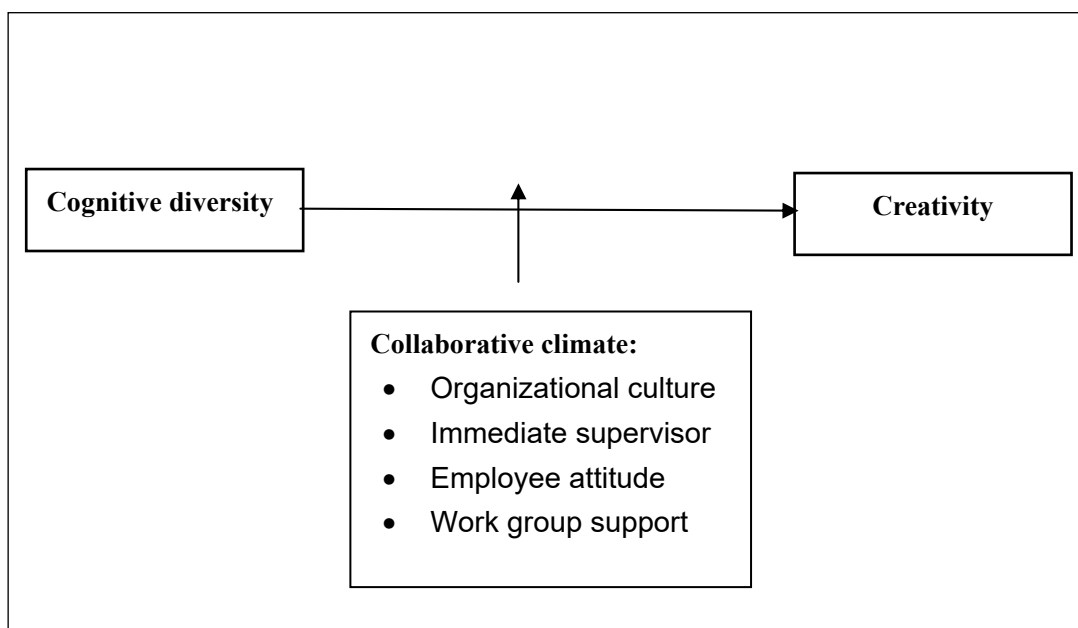 Cognitive diversity
Creativity
Collaborative climate:
• Organizational culture
• Immediate supervisor
• Employee attitude
• Work group support